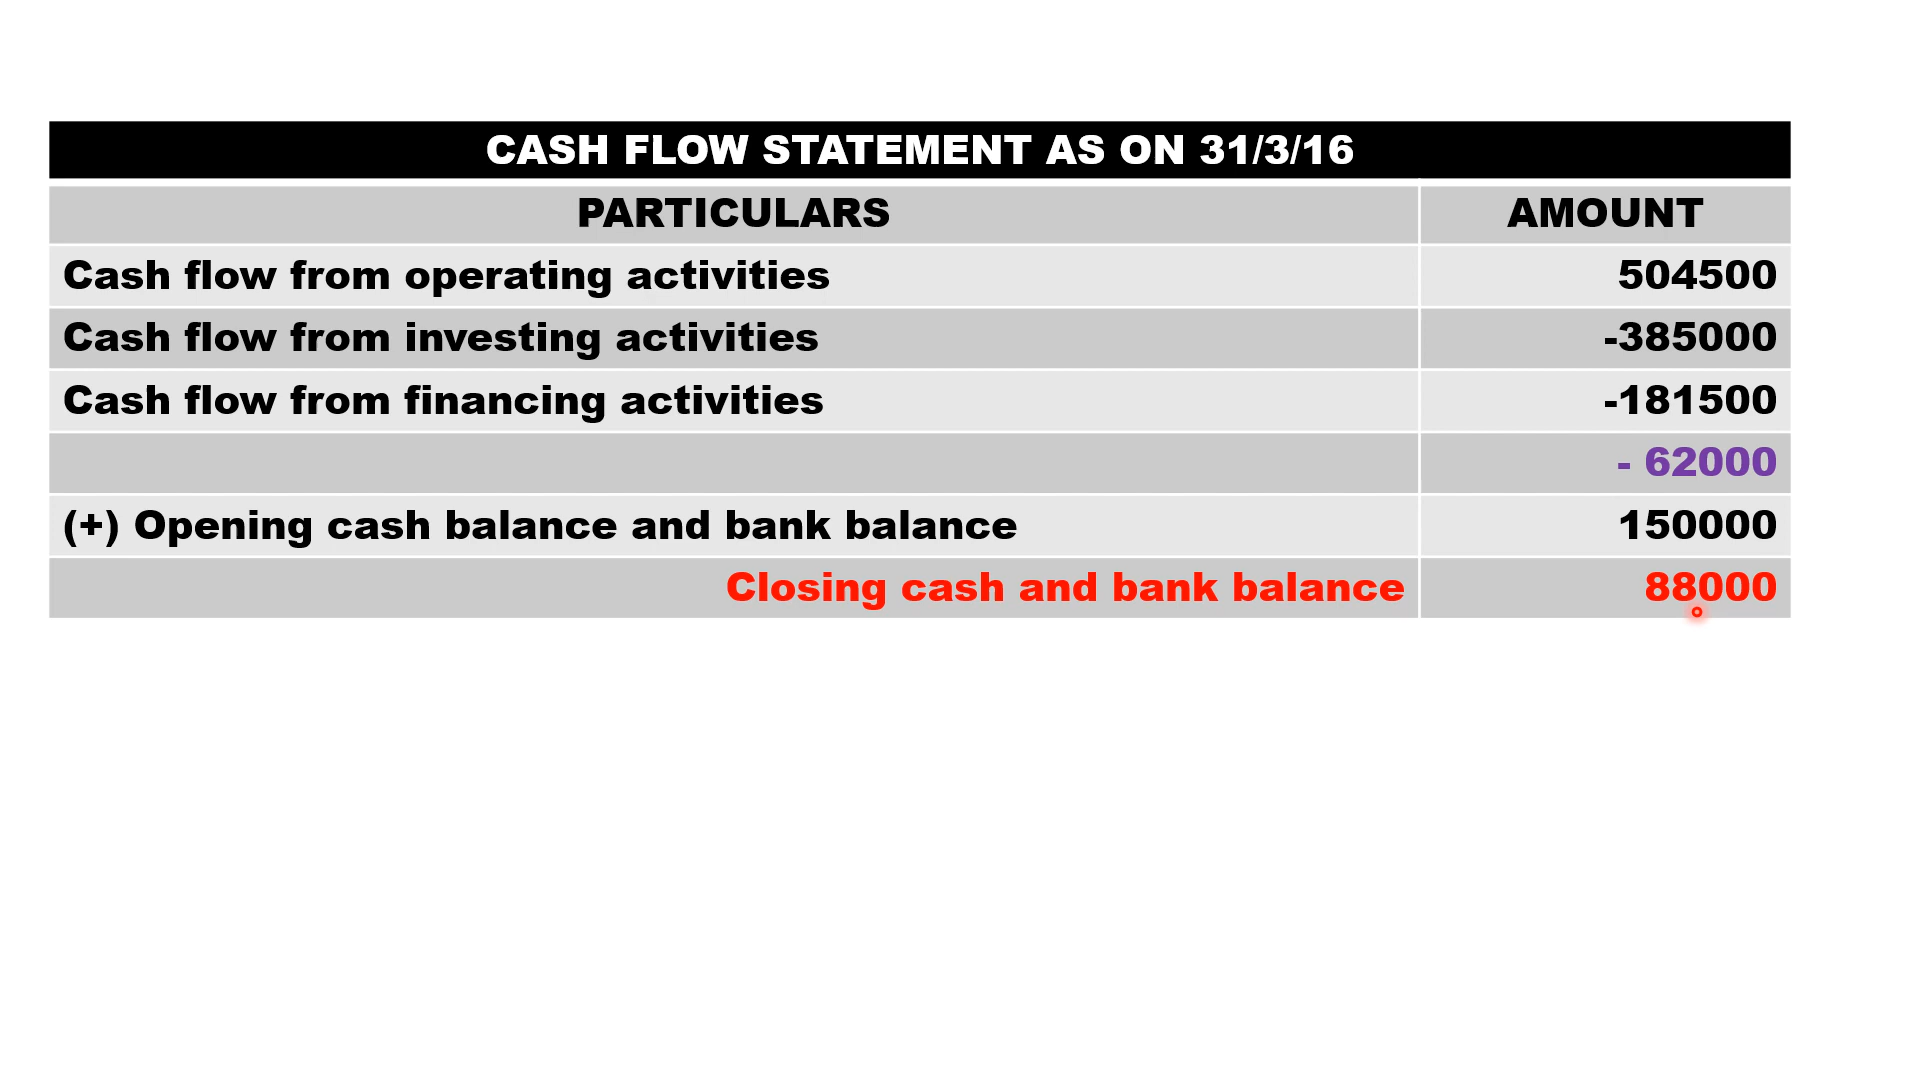 CASH FLOW STATEMENT AS ON 31/3/16
PARTICULARS AMOUNT
Cash flow from operating activities 504500
Cash flow from investing activities -385000
Cash flow from financing activities -181500
- 62000
(+) Opening cash balance and bank balance 150000
Closing cash and bank balance 88000